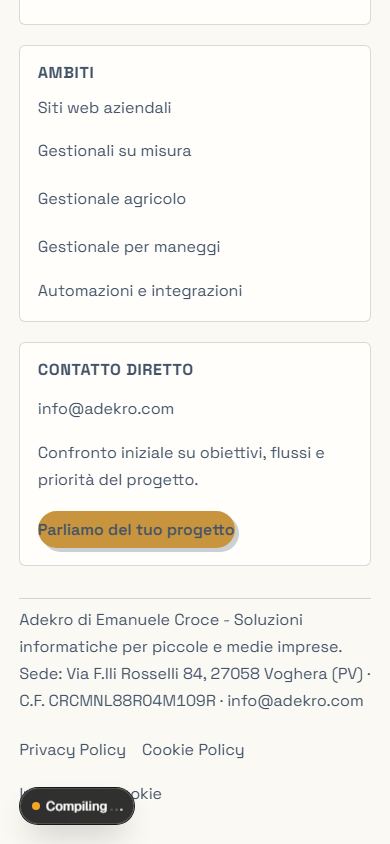 AMBITI
Siti web aziendali
Gestionali su misura
Gestionale agricolo
Gestionale per maneggi
Automazioni e integrazioni
CONTATTO DIRETTO
info@adekro.com
Confronto iniziale su obiettivi, flussi e
priorità del progetto.
Parliamo del tuo progetto
Adekro di Emanuele Croce - Soluzioni
informatiche per piccole e medie imprese.
Sede: Via F.lli Rosselli 84, 27058 Voghera (PV) ·
C.F. CRCMNL88R04M109R · info@adekro.com
Privacy Policy Cookie Policy
okie
Compiling...